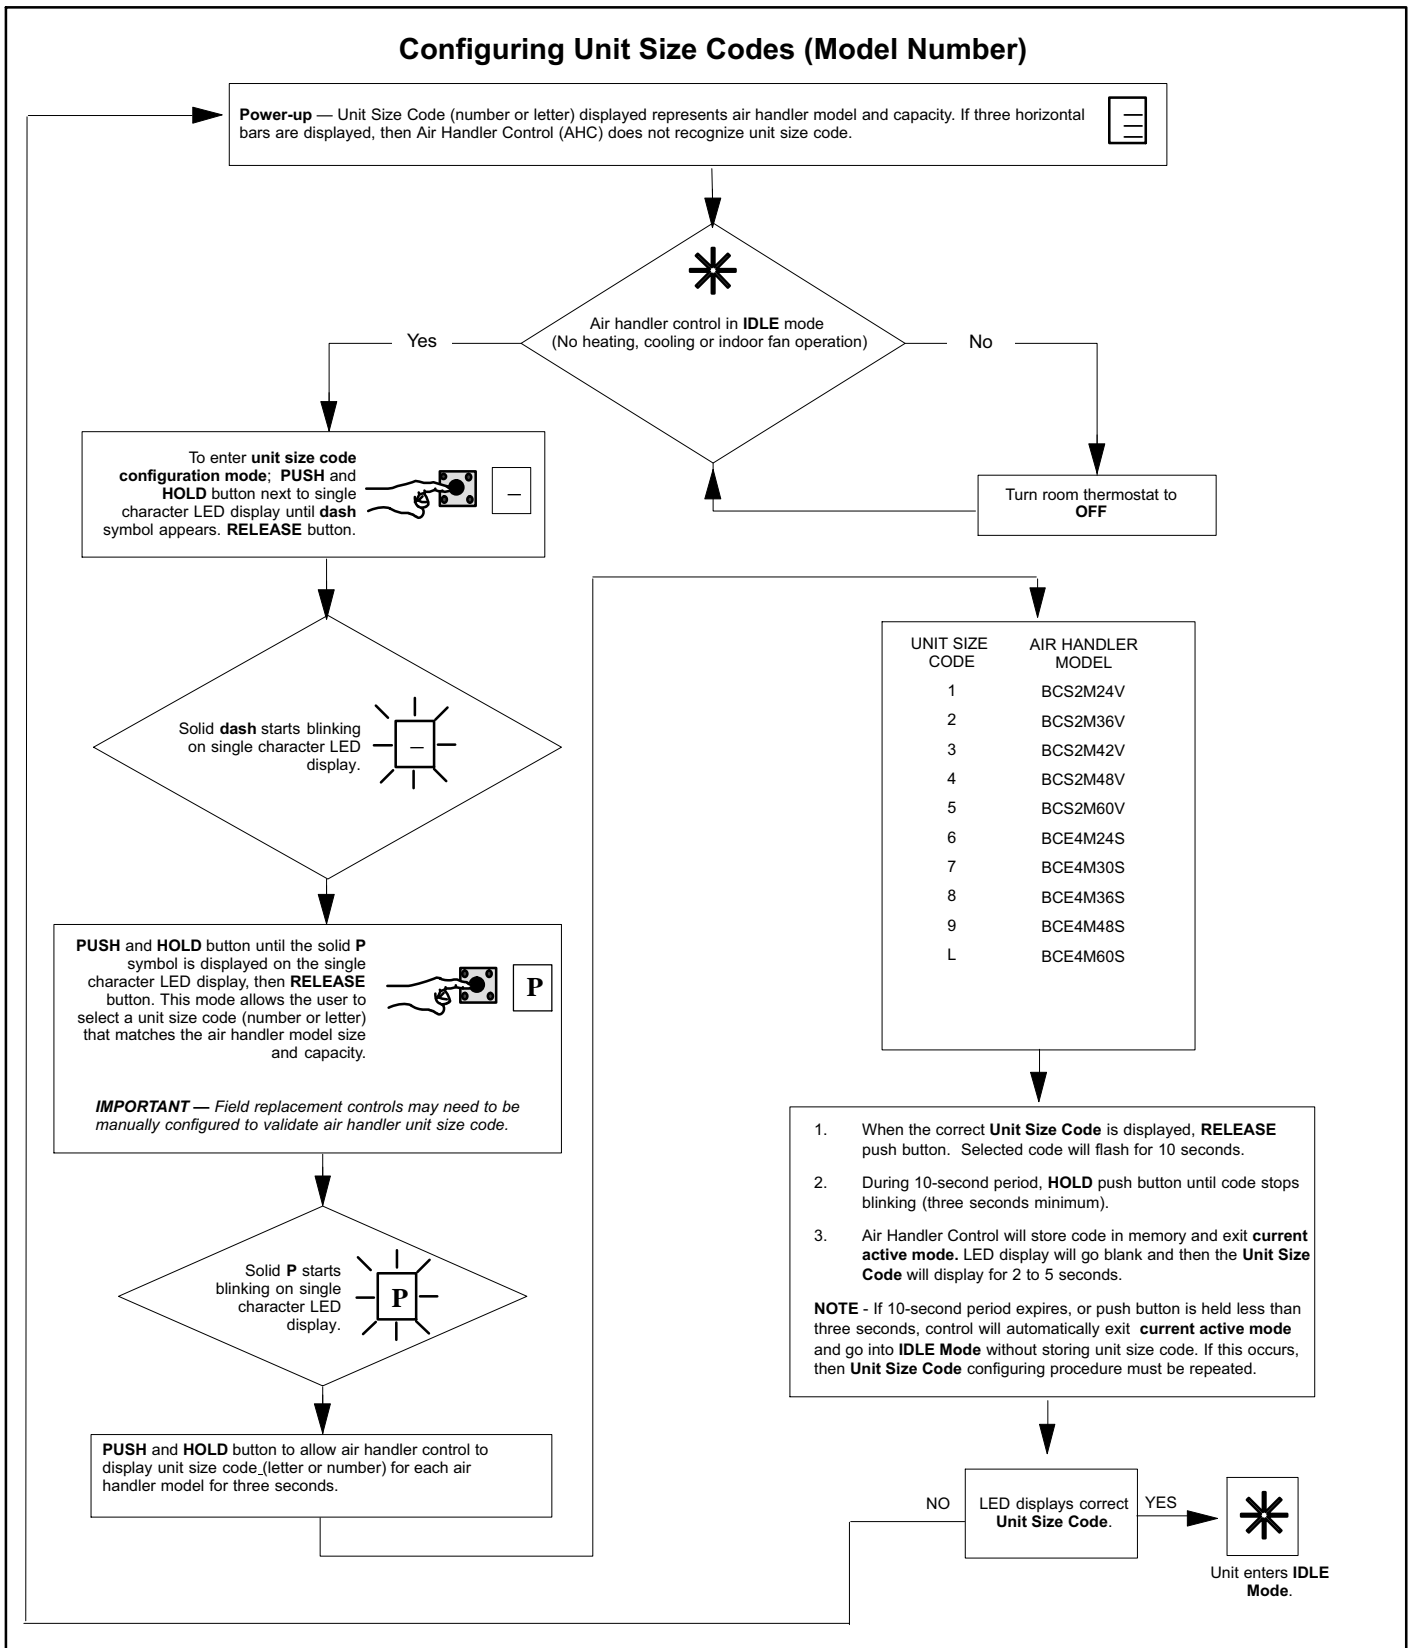 Configuring Unit Size Codes (Model Number)
Power-up — Unit Size Code (number or letter) displayed represents air handler model and capacity. If three horizontal
bars are displayed, then Air Handler Control (AHC) does not recognize unit size code.
Air handler control in IDLE mode
(No heating, cooling or indoor fan operation)
Yes
No
To enter unit size code
configuration mode; PUSH and
HOLD button next to single
character LED display until dash
symbol appears. RELEASE button.
–
Turn room thermostat to
OFF
Solid dash starts blinking
on single character LED
display.
–
PUSH and HOLD button until the solid P
symbol is displayed on the single
character LED display, then RELEASE
button. This mode allows the user to
select a unit size code (number or letter)
that matches the air handler model size
and capacity.
P
IMPORTANT — Field replacement controls may need to be
manually configured to validate air handler unit size code.
Solid P starts
blinking on single
character LED
display.
P
PUSH and HOLD button to allow air handler control to
display unit size code (letter or number) for each air
handler model for three seconds.
UNIT SIZE CODE AIR HANDLER MODEL
1 BCS2M24V
2 BCS2M36V
3 BCS2M42V
4 BCS2M48V
5 BCS2M60V
6 BCE4M24S
7 BCE4M30S
8 BCE4M36S
9 BCE4M48S
L BCE4M60S
1. When the correct Unit Size Code is displayed, RELEASE
push button. Selected code will flash for 10 seconds.
2. During 10-second period, HOLD push button until code stops
blinking (three seconds minimum).
3. Air Handler Control will store code in memory and exit current
active mode. LED display will go blank and then the Unit Size
Code will display for 2 to 5 seconds.
NOTE - If 10-second period expires, or push button is held less than
three seconds, control will automatically exit current active mode
and go into IDLE Mode without storing unit size code. If this occurs,
then Unit Size Code configuring procedure must be repeated.
NO
LED displays correct
Unit Size Code.
YES
Unit enters IDLE
Mode.